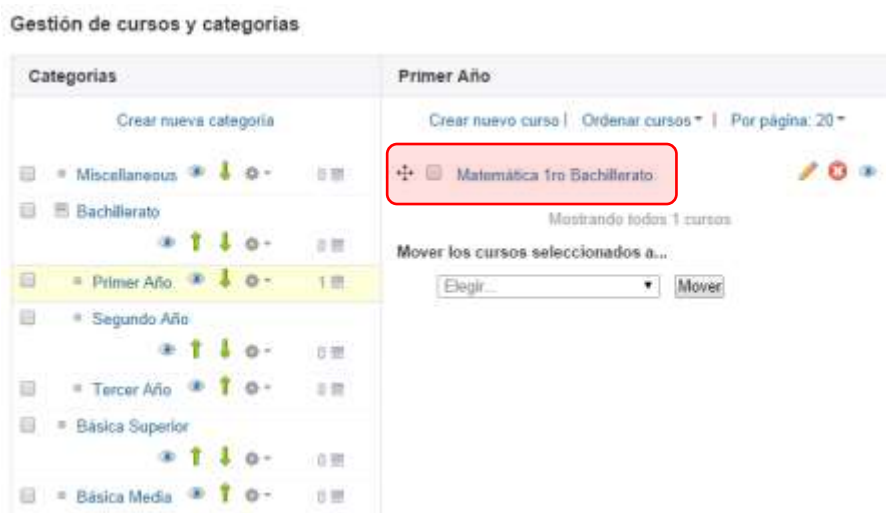 Gestión de cursos y categorías
Categorías
Crear nueva categoría
Miscellaneous 0
Bachillerato
0
Primer Año 1
Segundo Año
0
Tercer Año 0
Básica Superior
0
Básica Media 0
Primer Año
Crear nuevo curso | Ordenar cursos | Por página: 20
Matemática 1ro Bachillerato
Mostrando todos 1 cursos
Mover los cursos seleccionados a...
Elegir... Mover